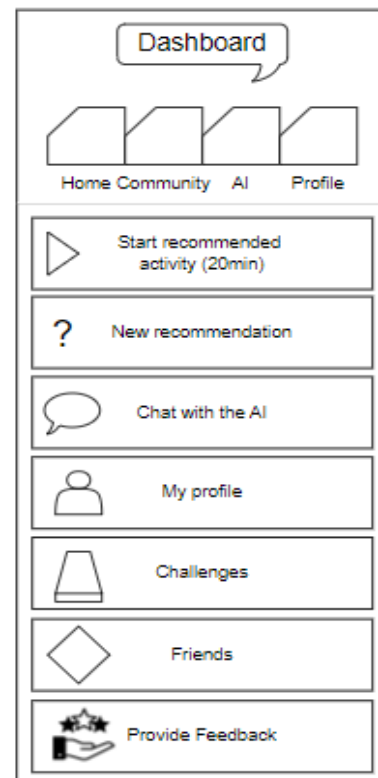 Dashboard
Home Community AI Profile
Start recommended
activity (20min)
? New recommendation
Chat with the AI
My profile
Challenges
Friends
Provide Feedback